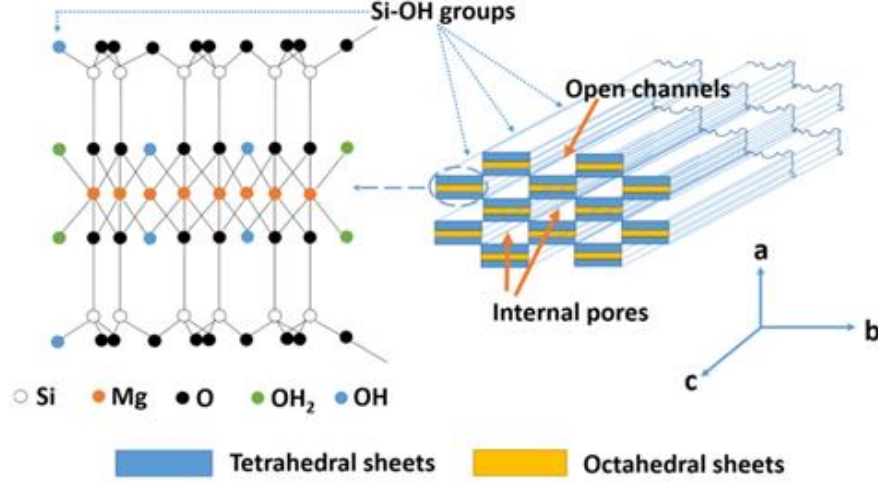 Si-OH groups
Open channels
Internal pores
a
b
c
Si Mg O OH₂ OH
Tetrahedral sheets Octahedral sheets